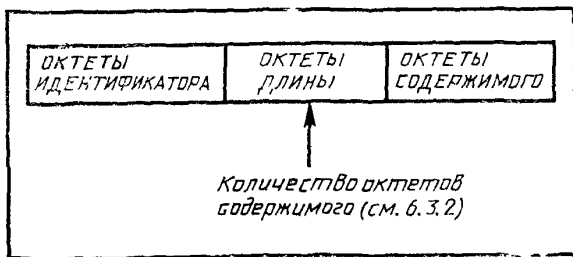 ОКТЕТЫ ИДЕНТИФИКАТОРА
ОКТЕТЫ ДЛИНЫ
ОКТЕТЫ СОДЕРЖИМОГО
Количество октетов
содержимого (см. 6.3.2)